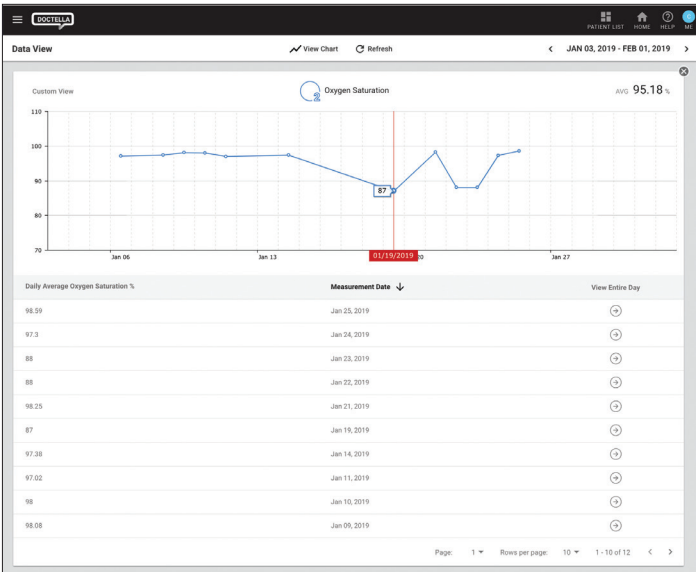 DOCTELLA
PATIENT LIST HOME HELP ME
Data View View Chart Refresh JAN 03, 2019 - FEB 01, 2019
Custom View O2 Oxygen Saturation AVG 95.18 %
110
100
90
87
80
70
Jan 06 Jan 13 01/19/2019 20 Jan 27
Daily Average Oxygen Saturation % Measurement Date View Entire Day
98.59 Jan 25, 2019
97.3 Jan 24, 2019
88 Jan 23, 2019
88 Jan 22, 2019
98.25 Jan 21, 2019
87 Jan 19, 2019
97.38 Jan 14, 2019
97.02 Jan 11, 2019
98 Jan 10, 2019
98.08 Jan 09, 2019
Page: 1 Rows per page: 10 1 - 10 of 12